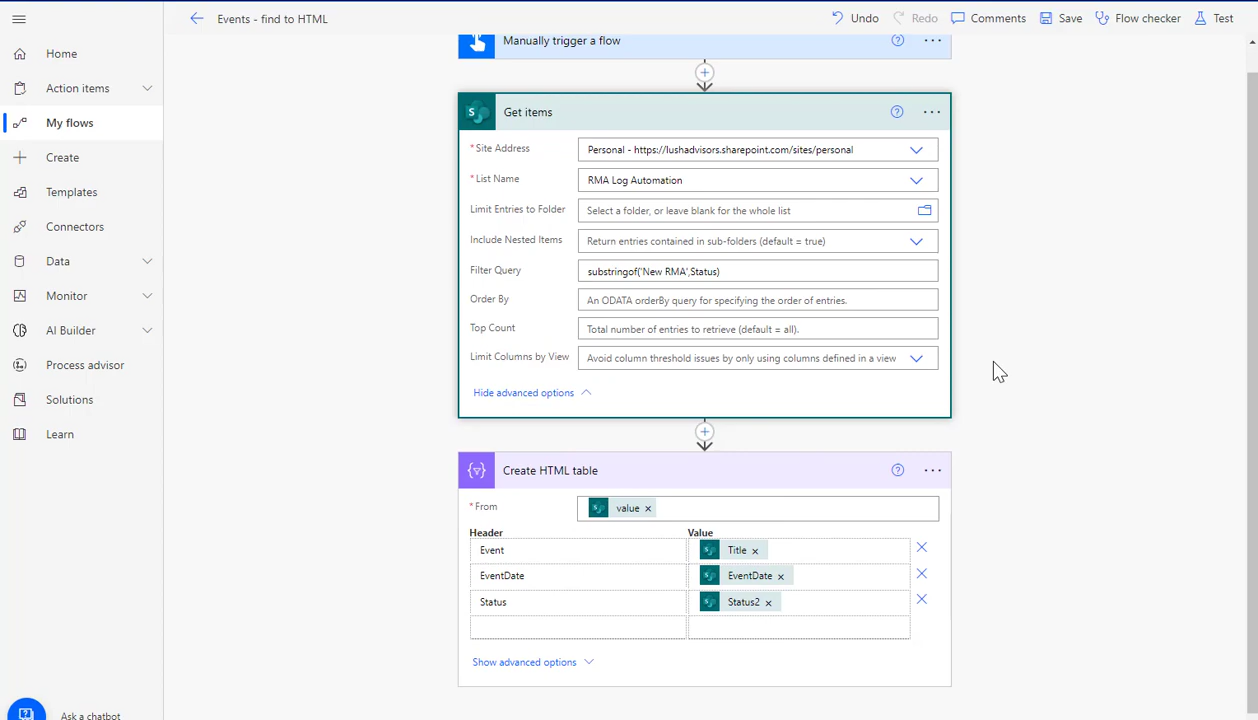 Events - find to HTML
Undo
Redo
Comments
Save
Flow checker
Test
Home
Action items
My flows
Create
Templates
Connectors
Data
Monitor
AI Builder
Process advisor
Solutions
Learn
Ask a chatbot
Manually trigger a flow
Get items
* Site Address
Personal - https://lushadvisors.sharepoint.com/sites/personal
* List Name
RMA Log Automation
Limit Entries to Folder
Select a folder, or leave blank for the whole list
Include Nested Items
Return entries contained in sub-folders (default = true)
Filter Query
substringof('New RMA',Status)
Order By
An ODATA orderBy query for specifying the order of entries.
Top Count
Total number of entries to retrieve (default = all).
Limit Columns by View
Avoid column threshold issues by only using columns defined in a view
Hide advanced options
Create HTML table
* From
value
Header Value
Event Title
EventDate EventDate
Status Status2
Show advanced options